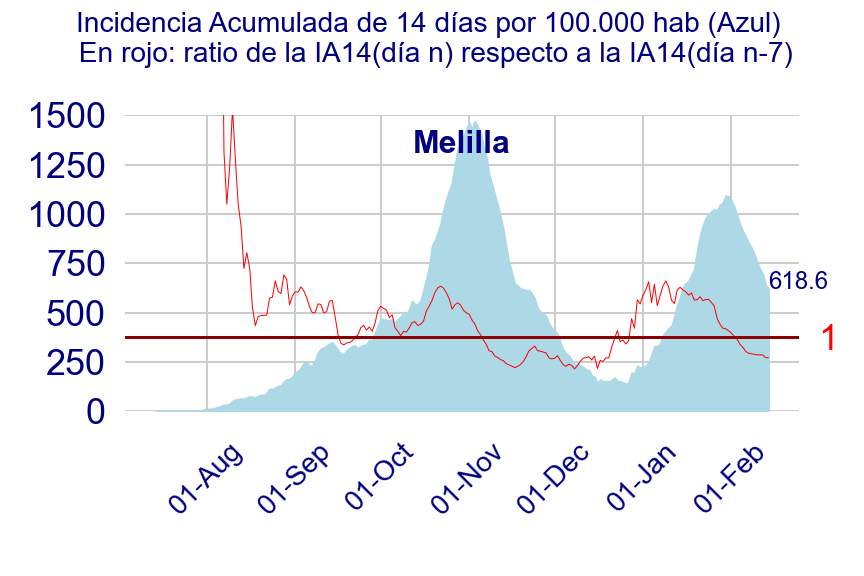 Incidencia Acumulada de 14 días por 100.000 hab (Azul)
En rojo: ratio de la IA14(día n) respecto a la IA14(día n-7)
Melilla
1500
1250
1000
750
618.6
500
1
250
0
01-Aug
01-Sep
01-Oct
01-Nov
01-Dec
01-Jan
01-Feb